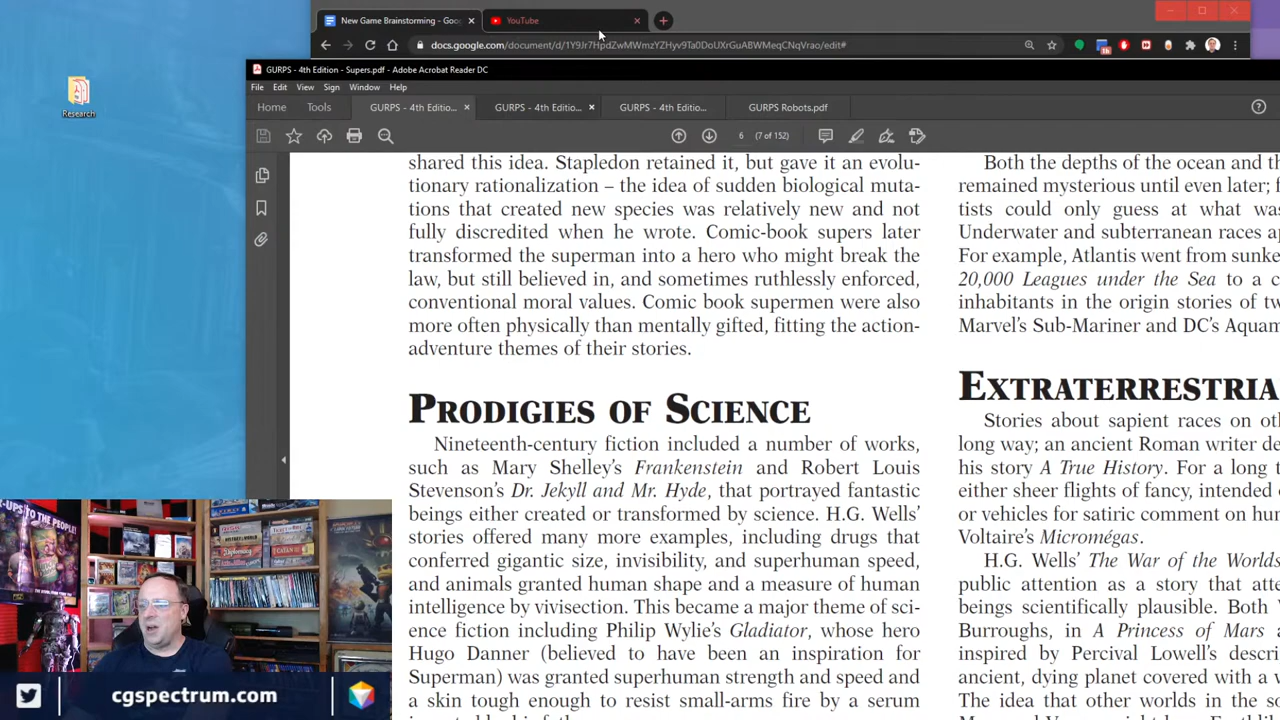 New Game Brainstorming - Goo
YouTube
docs.google.com/document/d/1Y9Jr7HpdZwMWmzYZHyv9Ta0DoUXrGuABWMeqCNqVrao/edit#
GURPS - 4th Edition - Supers.pdf - Adobe Acrobat Reader DC
File Edit View Sign Window Help
Home Tools GURPS - 4th Editio... GURPS - 4th Editio... GURPS - 4th Editio... GURPS Robots.pdf
6 (7 of 152)
Research
shared this idea. Stapledon retained it, but gave it an evolu-
tionary rationalization – the idea of sudden biological muta-
tions that created new species was relatively new and not
fully discredited when he wrote. Comic-book supers later
transformed the superman into a hero who might break the
law, but still believed in, and sometimes ruthlessly enforced,
conventional moral values. Comic book supermen were also
more often physically than mentally gifted, fitting the action-
adventure themes of their stories.
PRODIGIES OF SCIENCE
Nineteenth-century fiction included a number of works,
such as Mary Shelley's Frankenstein and Robert Louis
Stevenson's Dr. Jekyll and Mr. Hyde, that portrayed fantastic
beings either created or transformed by science. H.G. Wells'
stories offered many more examples, including drugs that
conferred gigantic size, invisibility, and superhuman speed,
and animals granted human shape and a measure of human
intelligence by vivisection. This became a major theme of sci-
ence fiction including Philip Wylie's Gladiator, whose hero
Hugo Danner (believed to have been an inspiration for
Superman) was granted superhuman strength and speed and
a skin tough enough to resist small-arms fire by a serum
Both the depths of the ocean and th
remained mysterious until even later; f
tists could only guess at what was
Underwater and subterranean races ap
For example, Atlantis went from sunke
20,000 Leagues under the Sea to a c
inhabitants in the origin stories of tw
Marvel's Sub-Mariner and DC's Aquam
EXTRATERRESTRIA
Stories about sapient races on oth
long way; an ancient Roman writer de
his story A True History. For a long t
either sheer flights of fancy, intended o
or vehicles for satiric comment on hum
Voltaire's Micromégas.
H.G. Wells' The War of the Worlds
public attention as a story that atte
beings scientifically plausible. Both
Burroughs, in A Princess of Mars a
inspired by Percival Lowell's descri
ancient, dying planet covered with a v
The idea that other worlds in the so
-UPS TO THE PEOPLE!
Diplomacy
CATAN
cgspectrum.com